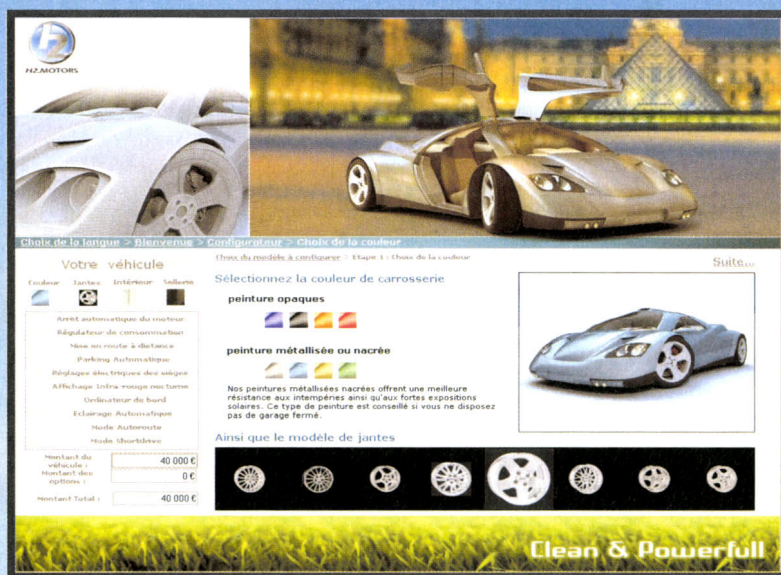 H2.MOTORS
Choix de la langue > Bienvenue > Configurateur > Choix de la couleur
Votre véhicule
Couleur Jantes Intérieur Sellerie
Arrêt automatique du moteur
Régulateur de consommation
Mise en route à distance
Parking Automatique
Réglages électriques des sièges
Affichage Infra-rouge nocturne
Ordinateur de bord
Eclairage Automatique
Mode Autoroute
Mode Shortdrive
Montant du véhicule : 40 000 €
Montant des options : 0 €
Montant Total : 40 000 €
Choix du modèle à configurer > Etape 1 : Choix de la couleur
Suite...
Sélectionnez la couleur de carrosserie
peinture opaques
peinture métallisée ou nacrée
Nos peintures métallisées nacrées offrent une meilleure
résistance aux intempéries ainsi qu'aux fortes expositions
solaires. Ce type de peinture est conseillé si vous ne disposez
pas de garage fermé.
Ainsi que le modèle de jantes
Clean & Powerfull